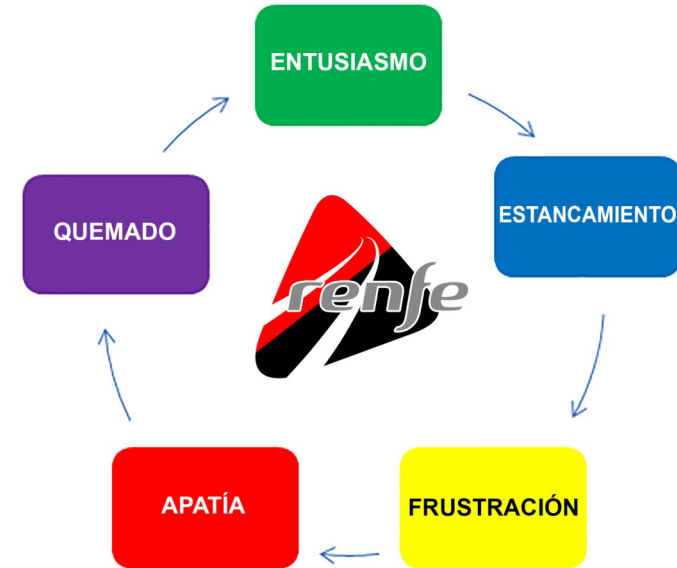 ENTUSIASMO
ESTANCAMIENTO
FRUSTRACIÓN
APATÍA
QUEMADO
renfe